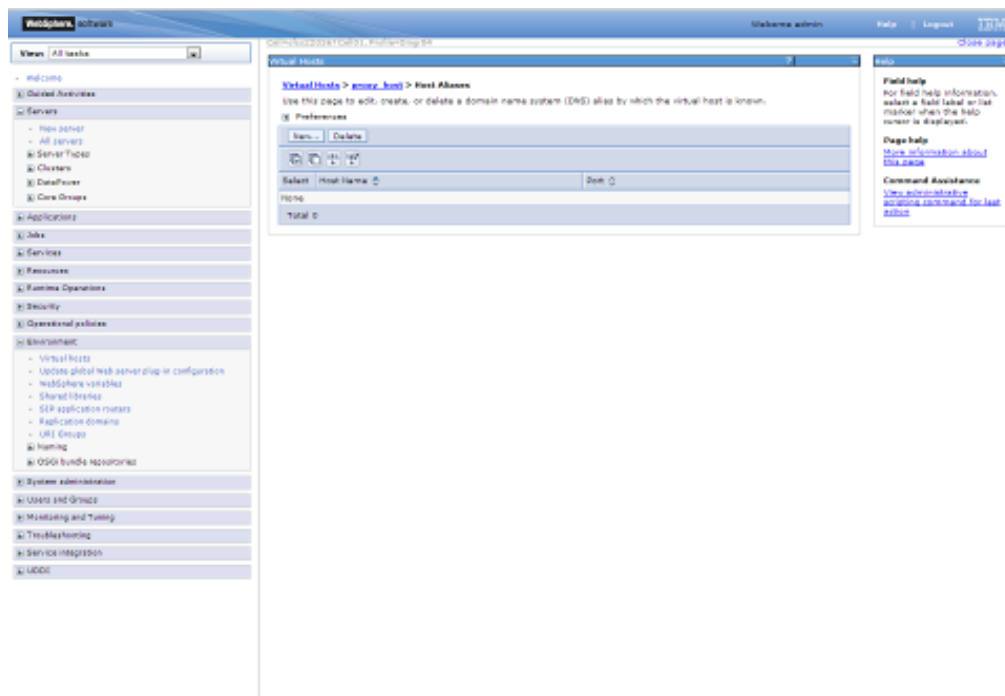 WebSphere. software
Welcome admin
Help | Logout
IBM
View: All tasks
Close page
Welcome
Guided Activities
Servers
New server
All servers
Server Types
Clusters
DataPower
Core Groups
Applications
Jobs
Services
Resources
Runtime Operations
Security
Operational policies
Environment
Virtual hosts
Update global Web server plug-in configuration
WebSphere variables
Shared libraries
SIP application routers
Replication domains
URI Groups
Naming
OSGi bundle repositories
System administration
Users and Groups
Monitoring and Tuning
Troubleshooting
Service integration
UDDI
Virtual Hosts
?
Virtual Hosts > proxy_host > Host Aliases
Use this page to edit, create, or delete a domain name system (DNS) alias by which the virtual host is known.
Preferences
New... Delete
Select Host Name Port
None
Total 0
Help
Field help
For field help information, select a field label or list marker when the help cursor is displayed.
Page help
More information about this page
Command Assistance
View administrative scripting command for last action